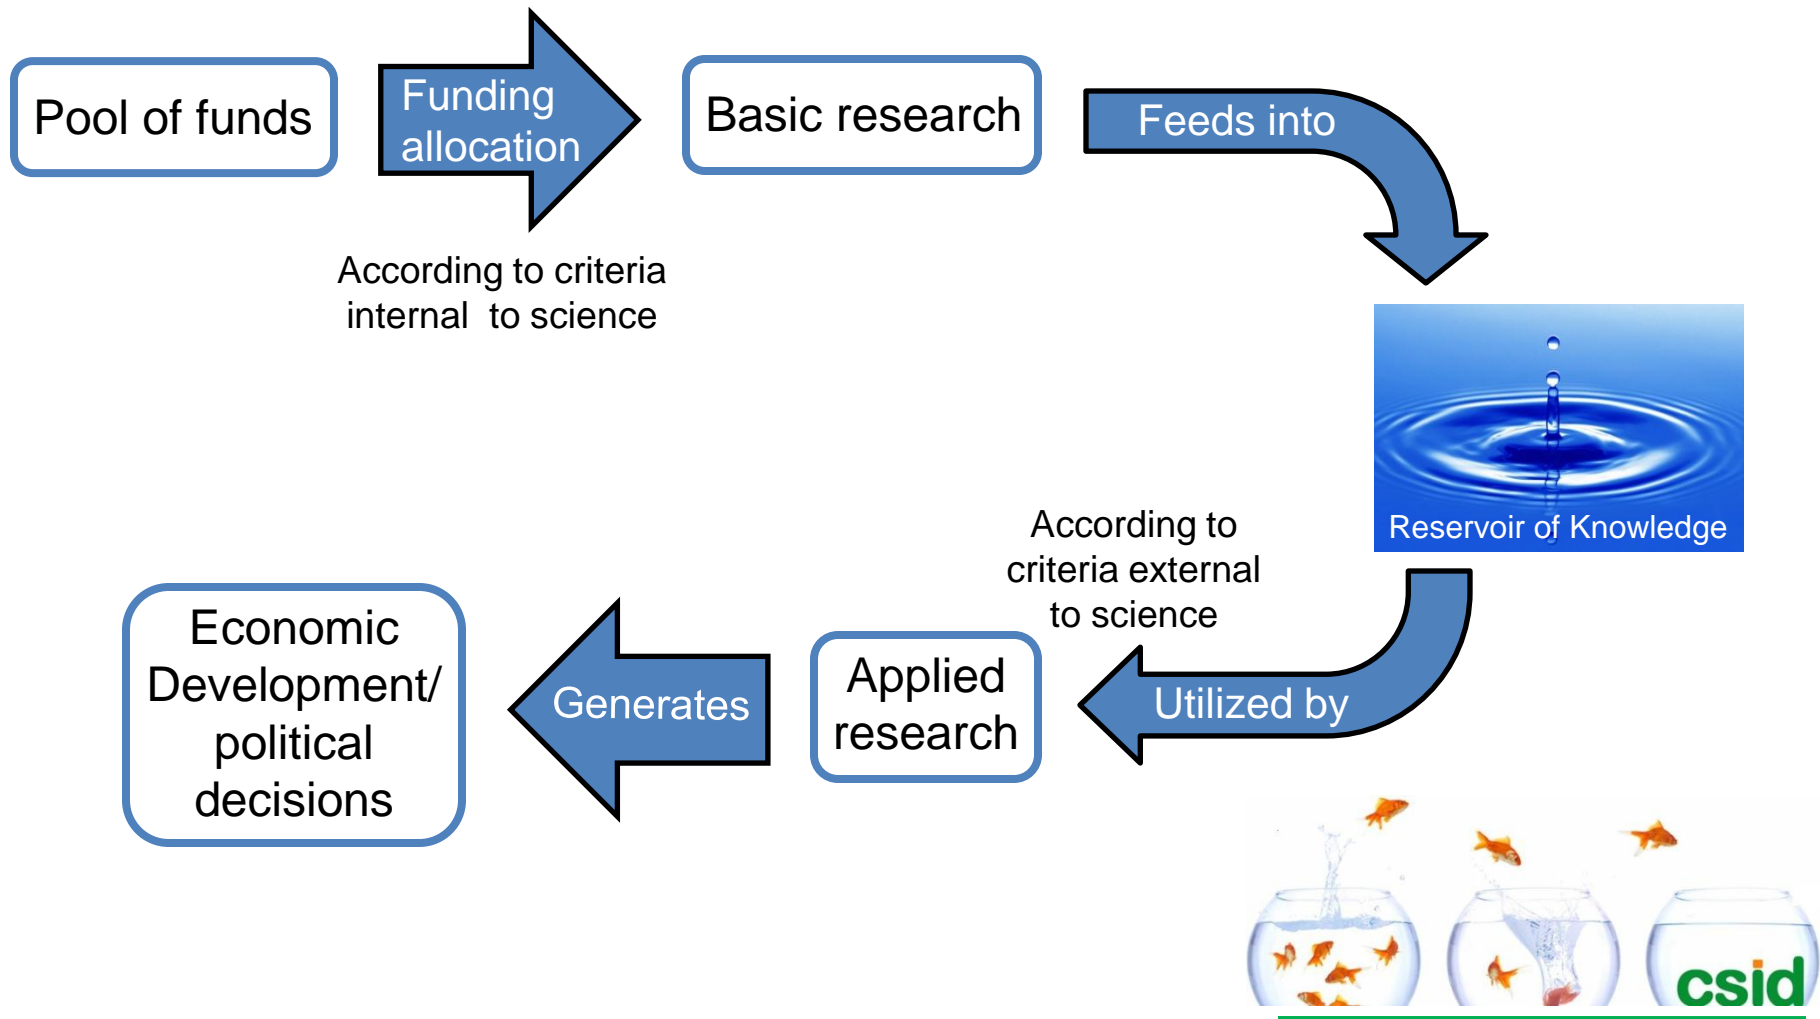 Pool of funds
Funding
allocation
Basic research
Feeds into
According to criteria
internal  to science
Reservoir of Knowledge
According to
criteria external
to science
Utilized by
Applied
research
Generates
Economic
Development/
political
decisions
csid